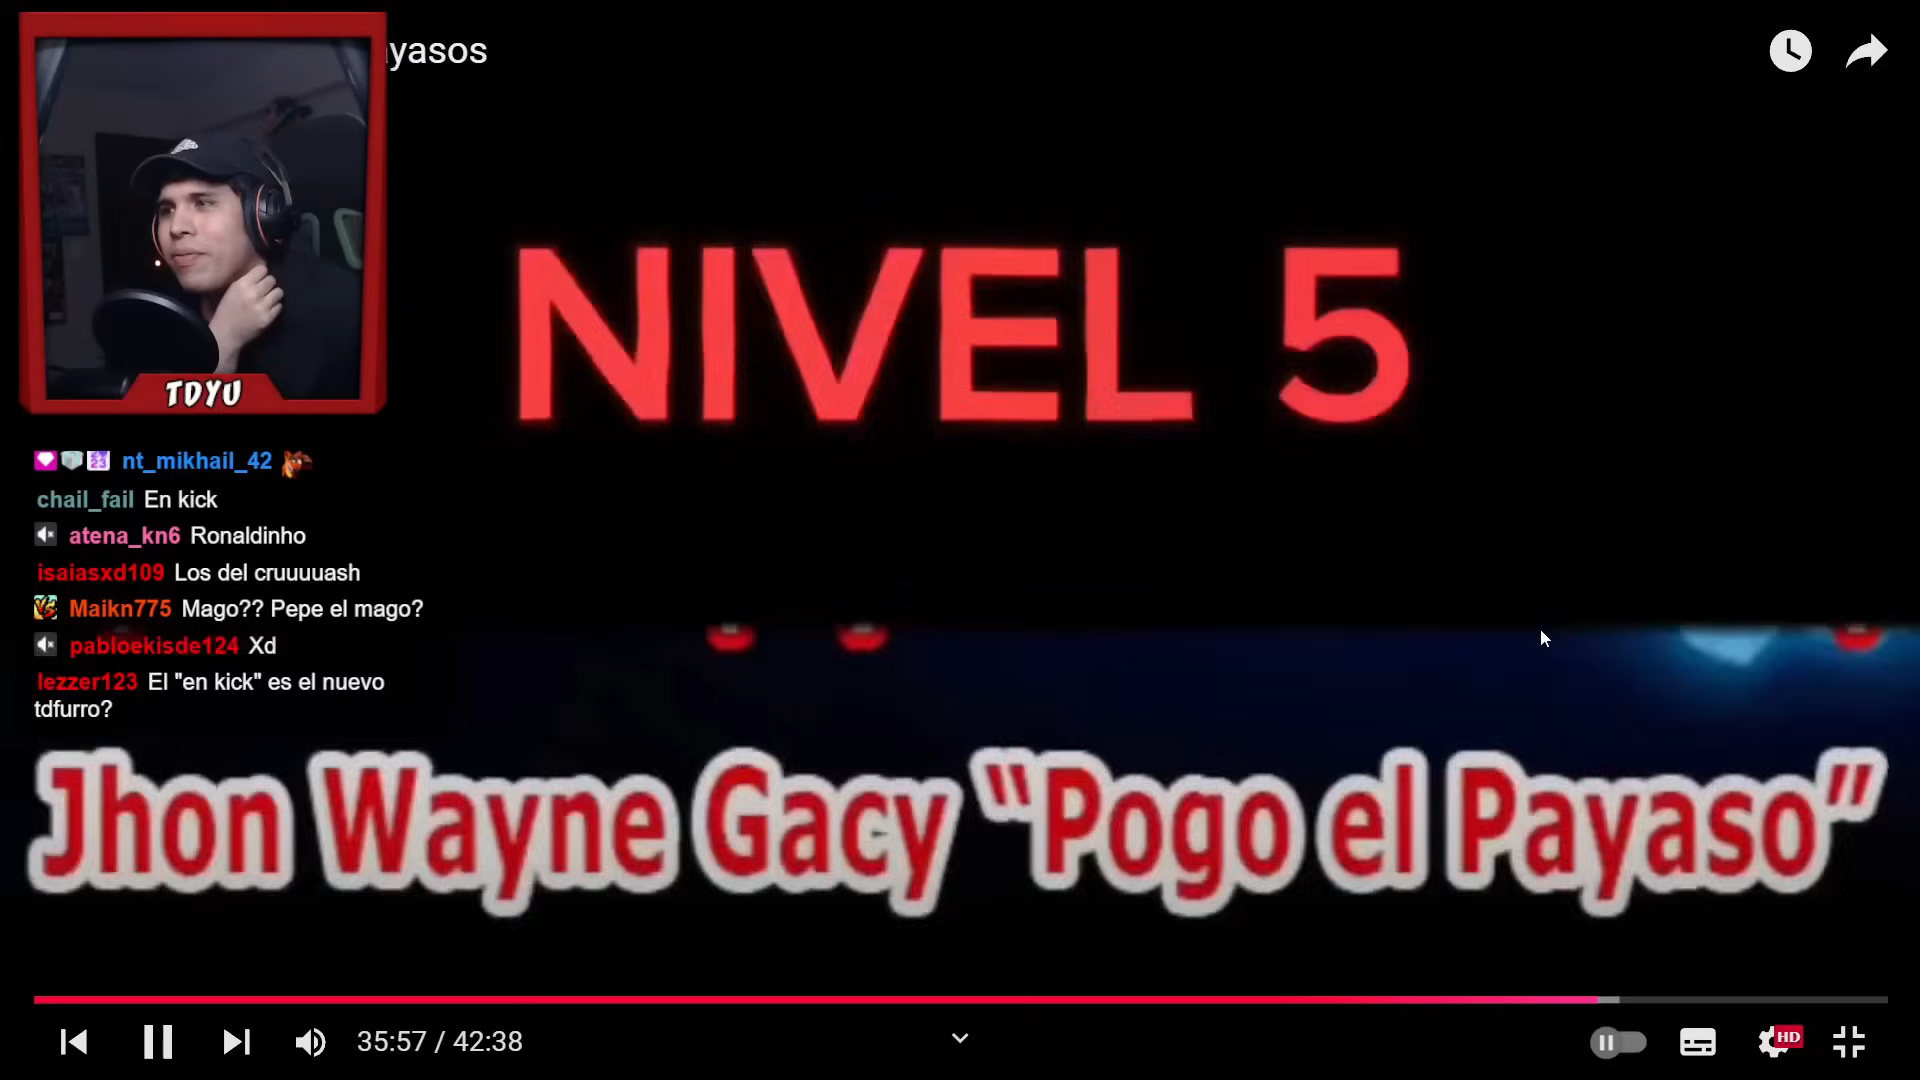 yasos
NIVEL 5
TDYU
23
nt_mikhail_42
chail_fail En kick
atena_kn6 Ronaldinho
isaiasxd109 Los del cruuuuash
VS Maikn775 Mago?? Pepe el mago?
pabloekisde124 Xd
lezzer123 El "en kick" es el nuevo
tdfurro?
Jhon Wayne Gacy “Pogo el Payaso”
35:57 / 42:38
HD